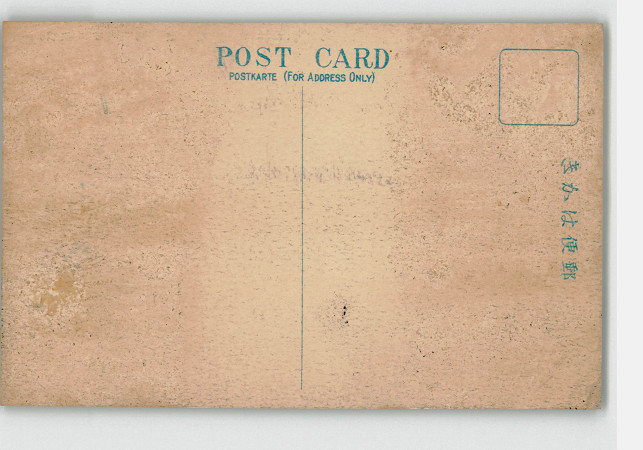 POST CARD
POSTKARTE (FOR ADDRESS ONLY)
きかは便郵